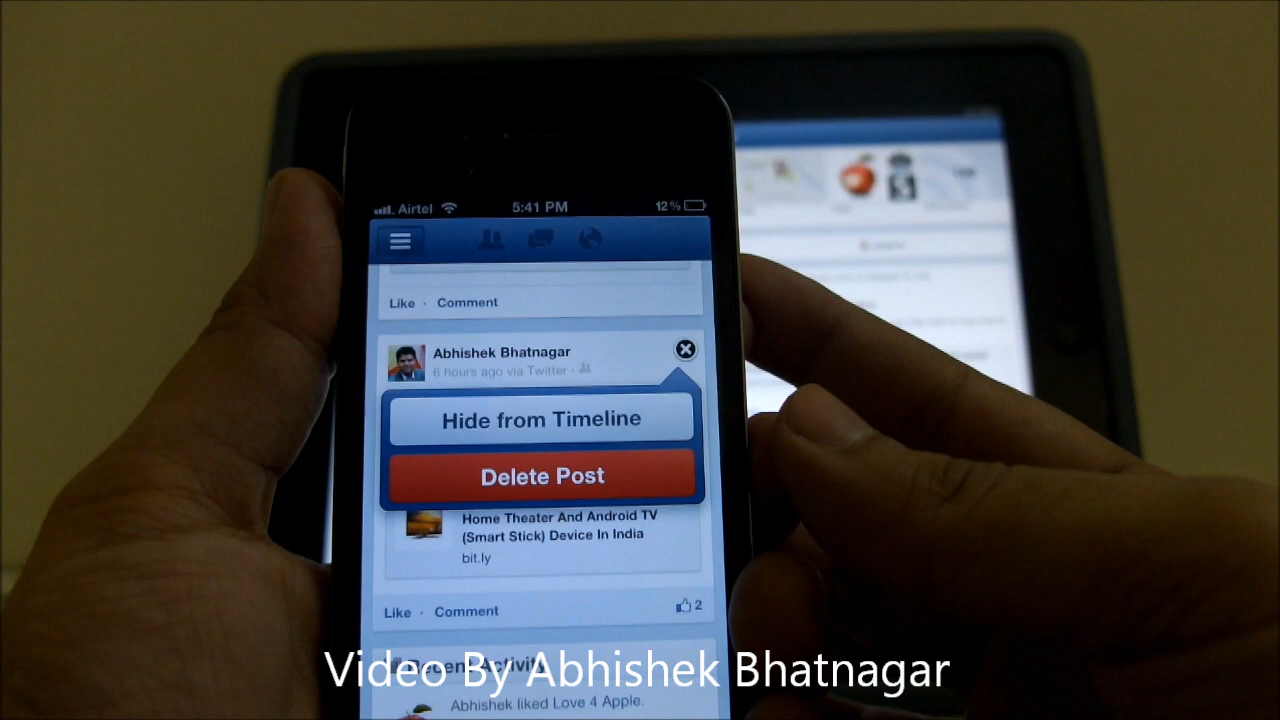 Airtel 5:41 PM 12%
Like · Comment
Abhishek Bhatnagar
6 hours ago via Twitter ·
Hide from Timeline
Delete Post
Home Theater And Android TV
(Smart Stick) Device In India
bit.ly
Like · Comment 2
Recent Activity
Video By Abhishek Bhatnagar
Abhishek liked Love 4 Apple.